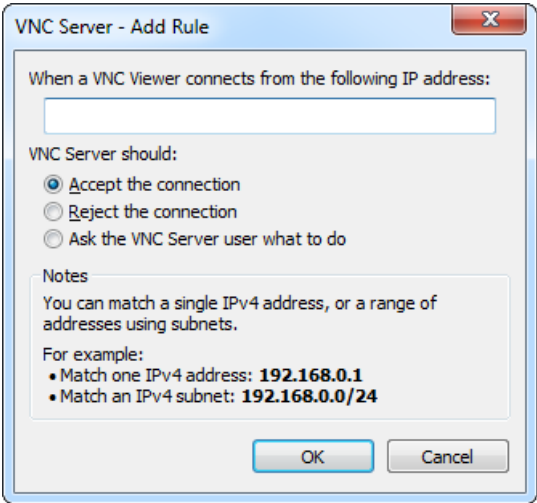 VNC Server - Add Rule
When a VNC Viewer connects from the following IP address:
VNC Server should:
Accept the connection
Reject the connection
Ask the VNC Server user what to do
Notes
You can match a single IPv4 address, or a range of
addresses using subnets.
For example:
• Match one IPv4 address: 192.168.0.1
• Match an IPv4 subnet: 192.168.0.0/24
OK Cancel